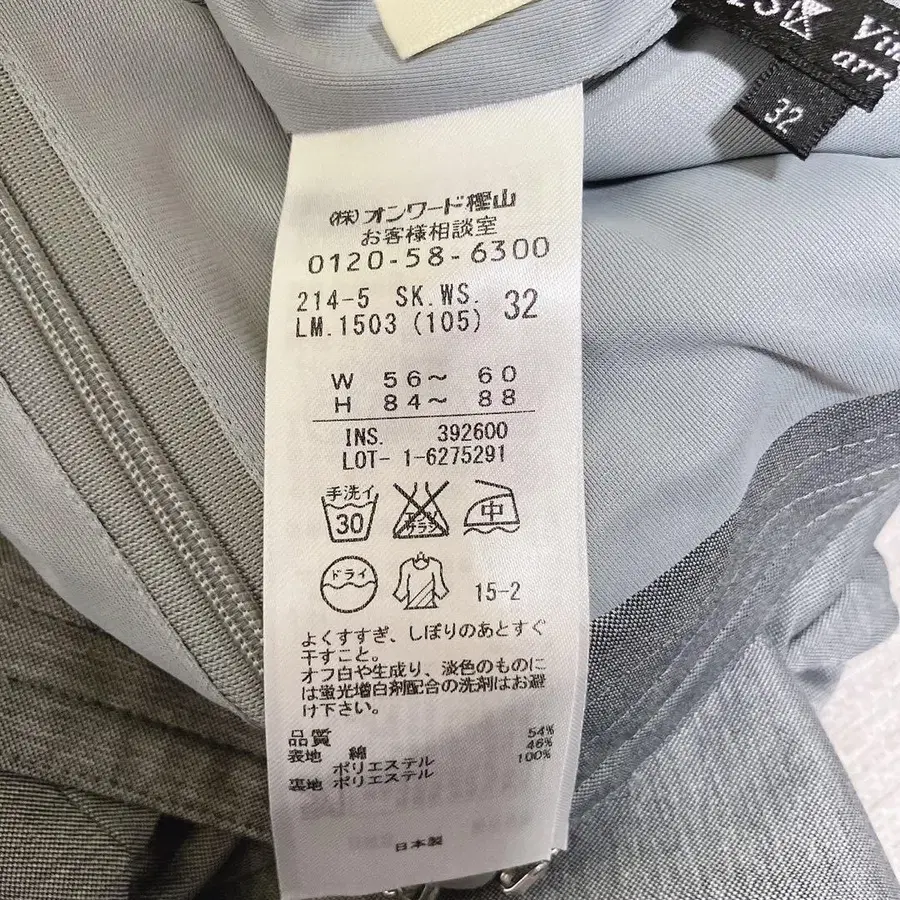 32
(株)オンワード樫山
お客様相談室
0120-58-6300
214-5 SK.WS. 32
LM.1503 (105)
W 56～ 60
H 84～ 88
INS. 392600
LOT- 1-6275291
手洗イ
30
エンソ
サラシ
中
ドライ
15-2
よくすすぎ、しぼりのあとすぐ
干すこと。
オフ白や生成り、淡色のものに
は蛍光増白剤配合の洗剤はお避
け下さい。
品質
表地 綿 54%
ポリエステル 46%
裏地 ポリエステル 100%
日本製